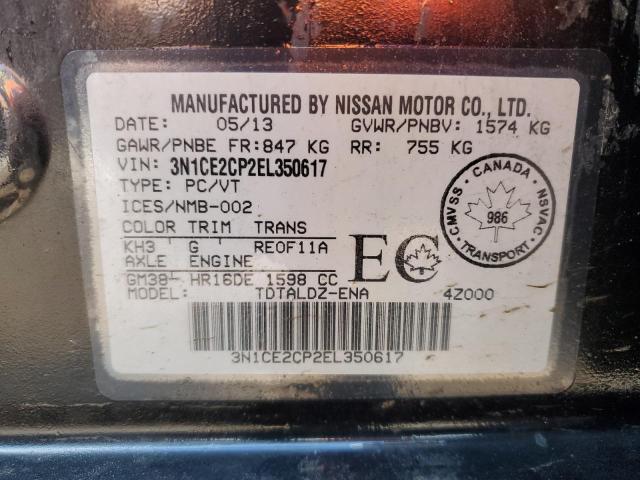 MANUFACTURED BY NISSAN MOTOR CO., LTD.
DATE: 05/13 GVWR/PNBV: 1574 KG
GAWR/PNBE FR:847 KG RR: 755 KG
VIN: 3N1CE2CP2EL350617
TYPE: PC/VT
ICES/NMB-002
COLOR TRIM TRANS
KH3 G RE0F11A
AXLE ENGINE
GM38 HR16DE 1598 CC
MODEL: TDTALDZ-ENA 4Z000
EC
CMVSS CANADA NSVAC
986
TRANSPORT
3N1CE2CP2EL350617